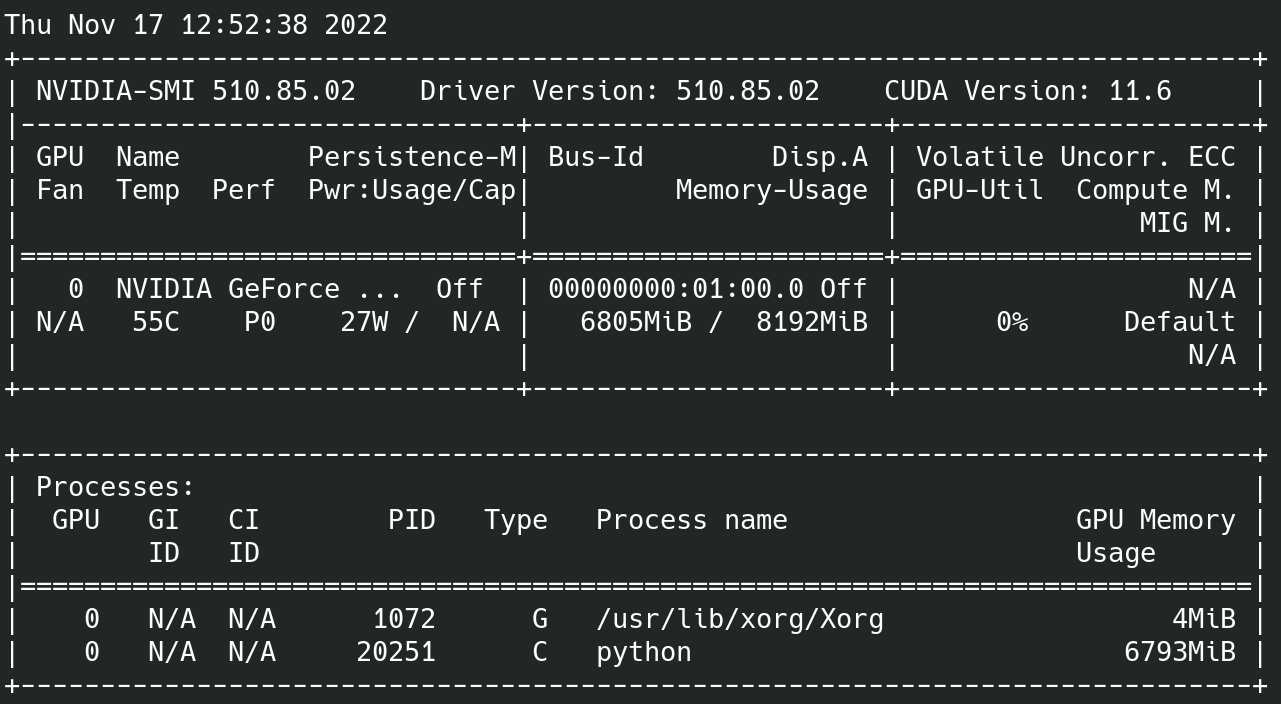 Thu Nov 17 12:52:38 2022
+-----------------------------------------------------------------------------+
| NVIDIA-SMI 510.85.02    Driver Version: 510.85.02    CUDA Version: 11.6     |
|-------------------------------+----------------------+----------------------+
| GPU  Name        Persistence-M| Bus-Id        Disp.A | Volatile Uncorr. ECC |
| Fan  Temp  Perf  Pwr:Usage/Cap|         Memory-Usage | GPU-Util  Compute M. |
|                               |                      |               MIG M. |
|===============================+======================+======================|
|   0  NVIDIA GeForce ...  Off  | 00000000:01:00.0 Off |                  N/A |
| N/A   55C    P0    27W /  N/A |   6805MiB /  8192MiB |      0%      Default |
|                               |                      |                  N/A |
+-------------------------------+----------------------+----------------------+

+-----------------------------------------------------------------------------+
| Processes:                                                                  |
|  GPU   GI   CI        PID   Type   Process name                  GPU Memory |
|        ID   ID                                                   Usage      |
|=============================================================================|
|    0   N/A  N/A      1072      G   /usr/lib/xorg/Xorg                  4MiB |
|    0   N/A  N/A     20251      C   python                           6793MiB |
+-----------------------------------------------------------------------------+